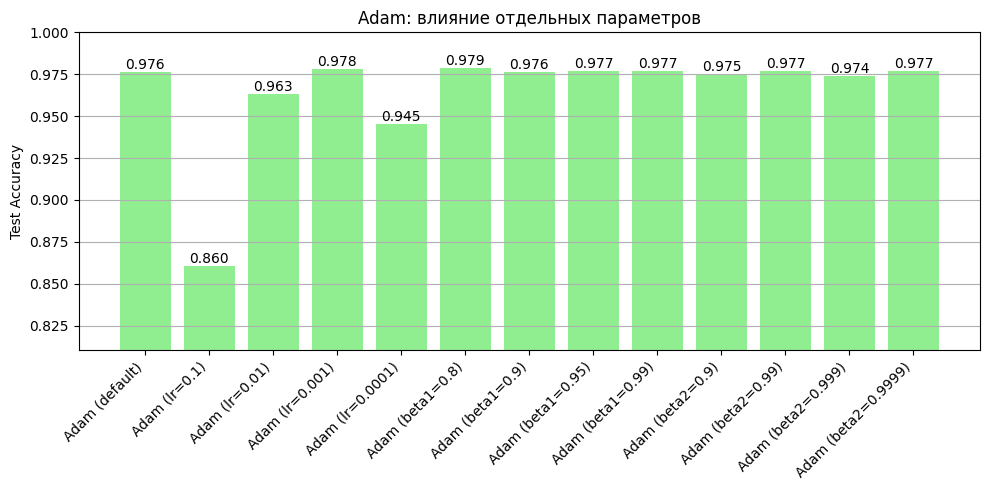 Adam: влияние отдельных параметров
Test Accuracy
1.000
0.975
0.950
0.925
0.900
0.875
0.850
0.825
0.976
0.860
0.963
0.978
0.945
0.979
0.976
0.977
0.977
0.975
0.977
0.974
0.977
Adam (default)
Adam (lr=0.1)
Adam (lr=0.01)
Adam (lr=0.001)
Adam (lr=0.0001)
Adam (beta1=0.8)
Adam (beta1=0.9)
Adam (beta1=0.95)
Adam (beta1=0.99)
Adam (beta2=0.9)
Adam (beta2=0.99)
Adam (beta2=0.999)
Adam (beta2=0.9999)